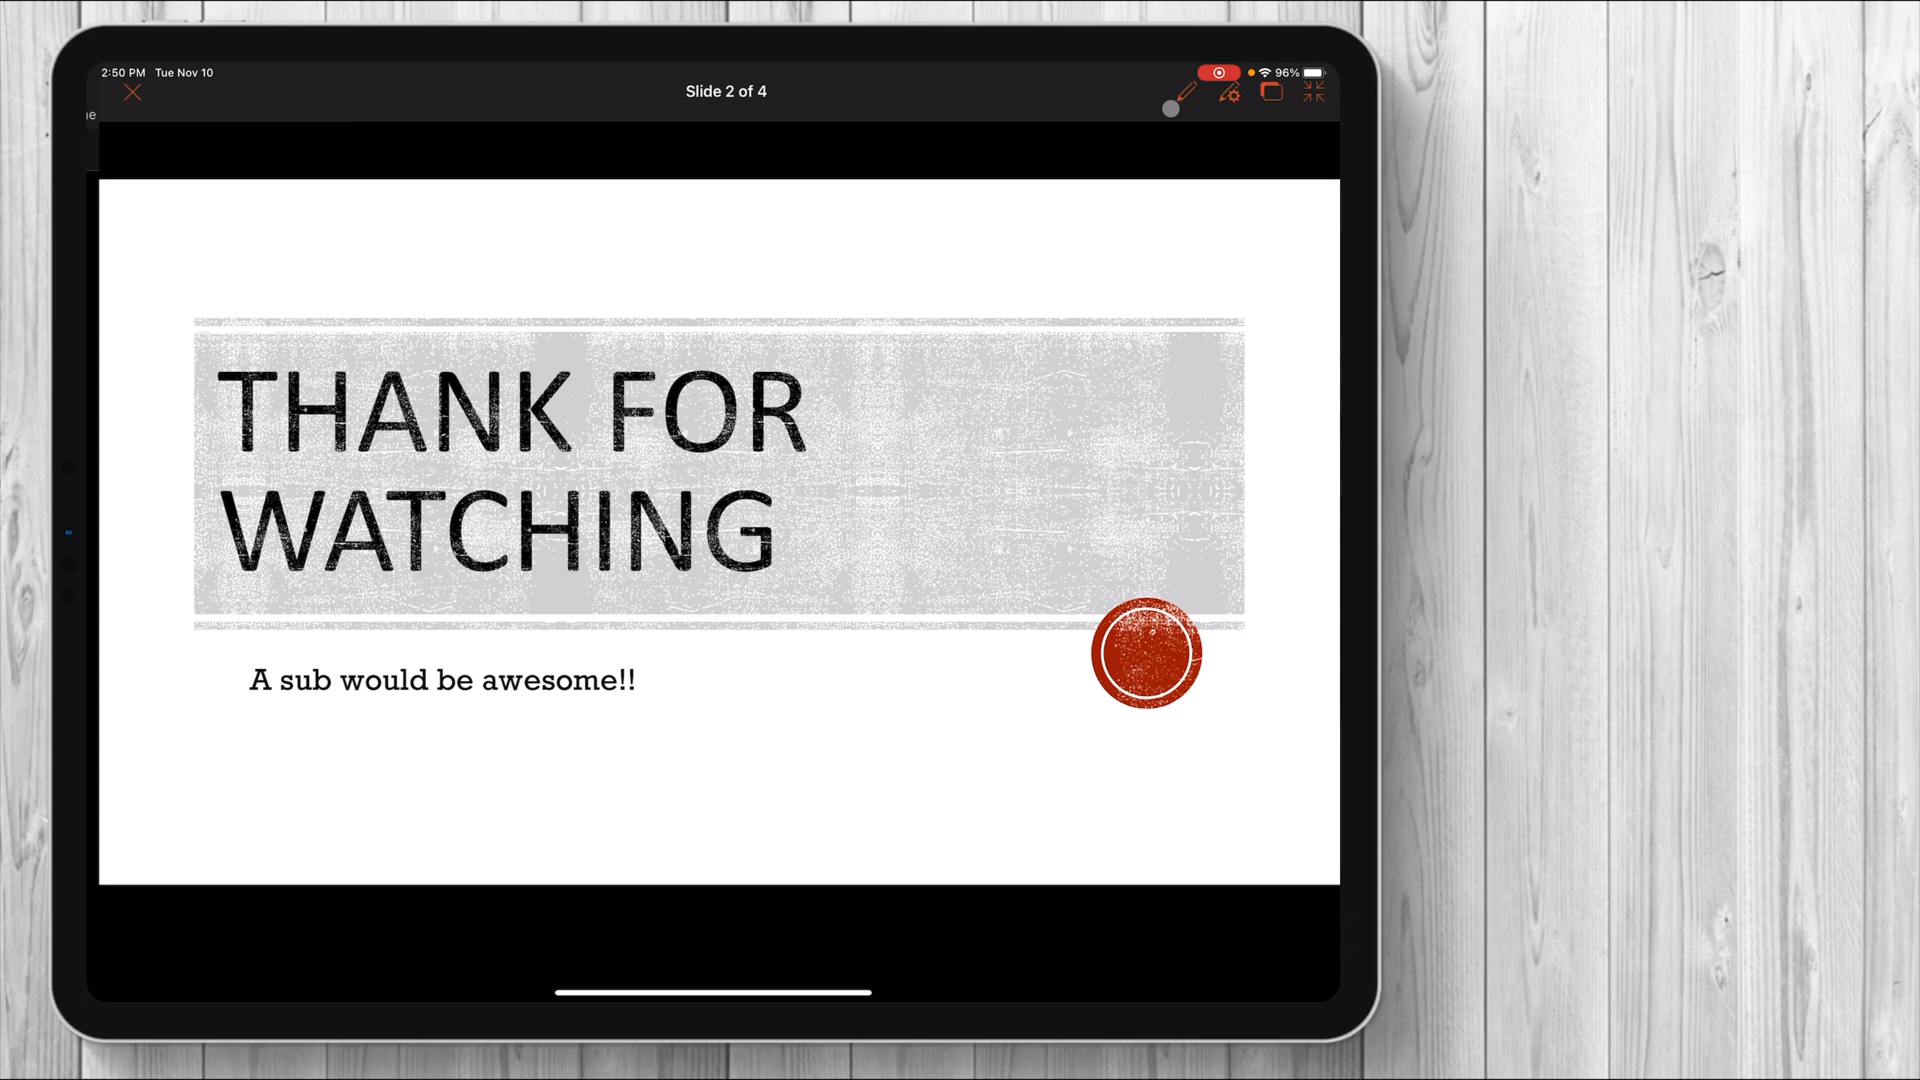 2:50 PM Tue Nov 10
96%
Slide 2 of 4
THANK FOR
WATCHING
A sub would be awesome!!